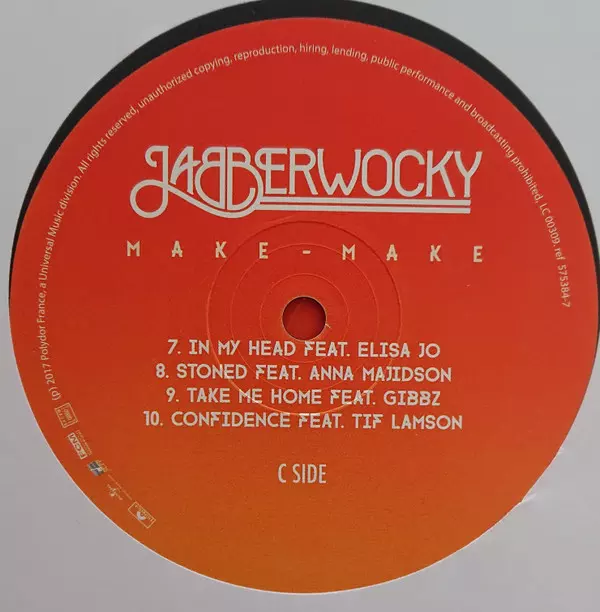 (P) 2017 Polydor France, a Universal Music division. All rights reserved, unauthorized copying, reproduction, hiring, lending, public performance and broadcasting prohibited, LC 00309. ref 575384-7
JABBERWOCKY
MAKE-MAKE
7. IN MY HEAD FEAT. ELISA JO
8. STONED FEAT. ANNA MAJIDSON
9. TAKE ME HOME FEAT. GIBBZ
10. CONFIDENCE FEAT. TIF LAMSON
C SIDE